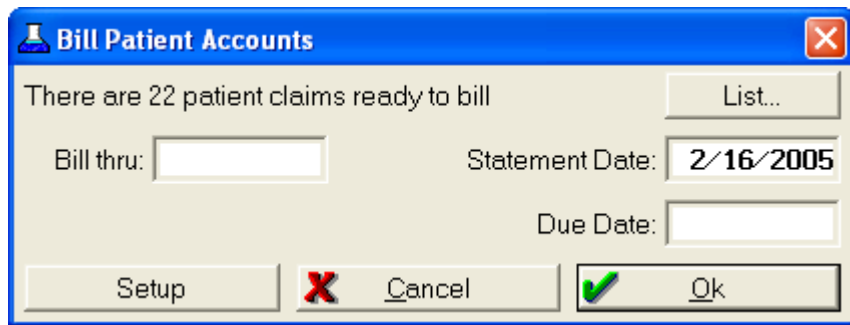 Bill Patient Accounts
There are 22 patient claims ready to bill List...
Bill thru: Statement Date: 2/16/2005
Due Date:
Setup Cancel Ok